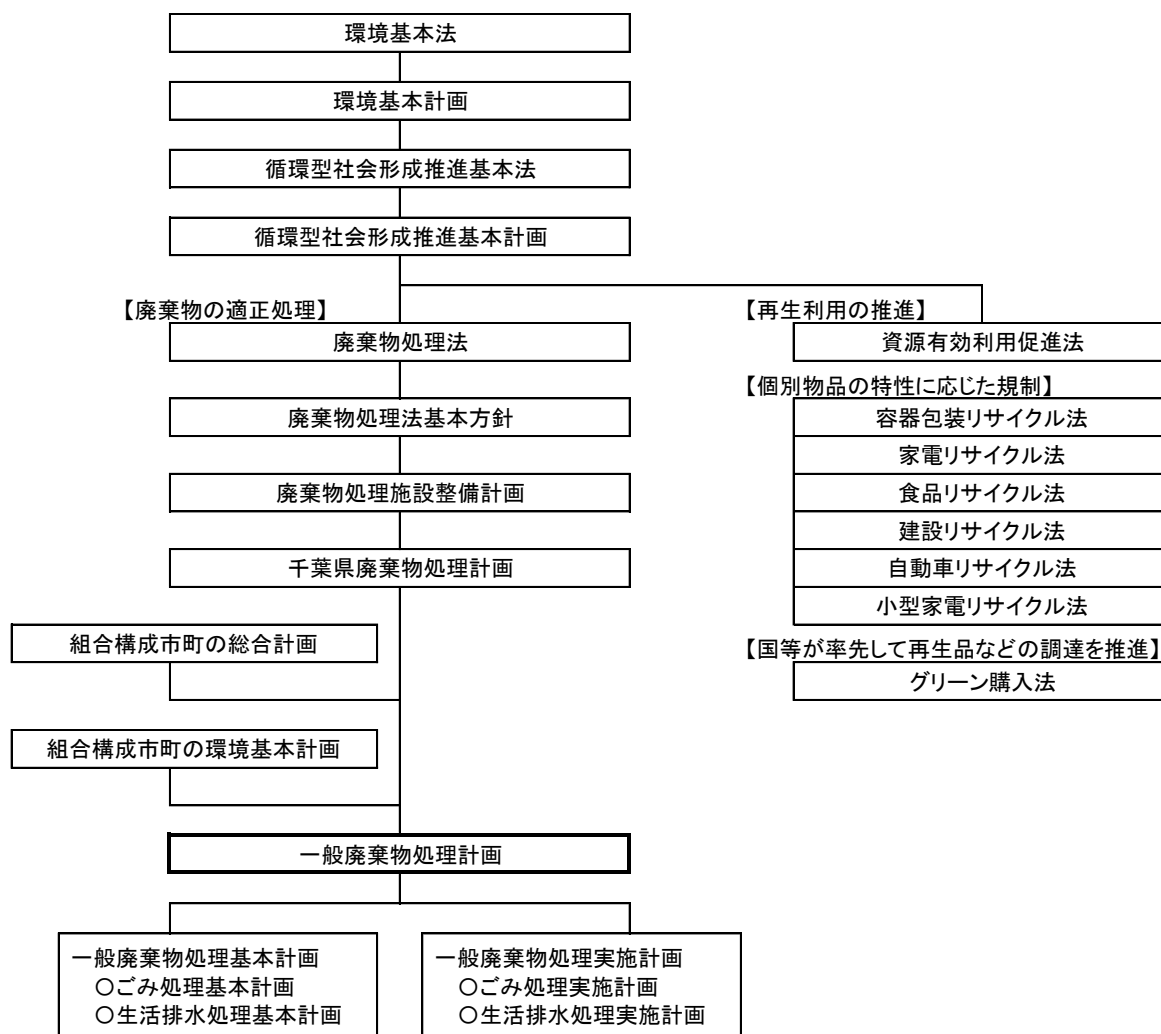 環境基本法
環境基本計画
循環型社会形成推進基本法
循環型社会形成推進基本計画
【廃棄物の適正処理】
廃棄物処理法
廃棄物処理法基本方針
廃棄物処理施設整備計画
千葉県廃棄物処理計画
組合構成市町の総合計画
組合構成市町の環境基本計画
【再生利用の推進】
資源有効利用促進法
【個別物品の特性に応じた規制】
容器包装リサイクル法
家電リサイクル法
食品リサイクル法
建設リサイクル法
自動車リサイクル法
小型家電リサイクル法
【国等が率先して再生品などの調達を推進】
グリーン購入法
一般廃棄物処理計画
一般廃棄物処理基本計画
〇ごみ処理基本計画
〇生活排水処理基本計画
一般廃棄物処理実施計画
〇ごみ処理実施計画
〇生活排水処理実施計画